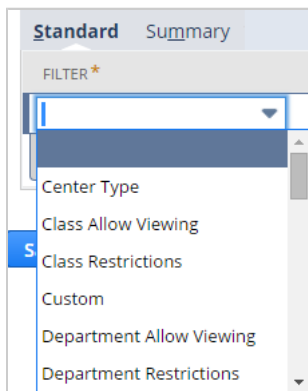 Standard Summary
FILTER*
Center Type
Class Allow Viewing
S
Class Restrictions
Custom
Department Allow Viewing
Department Restrictions